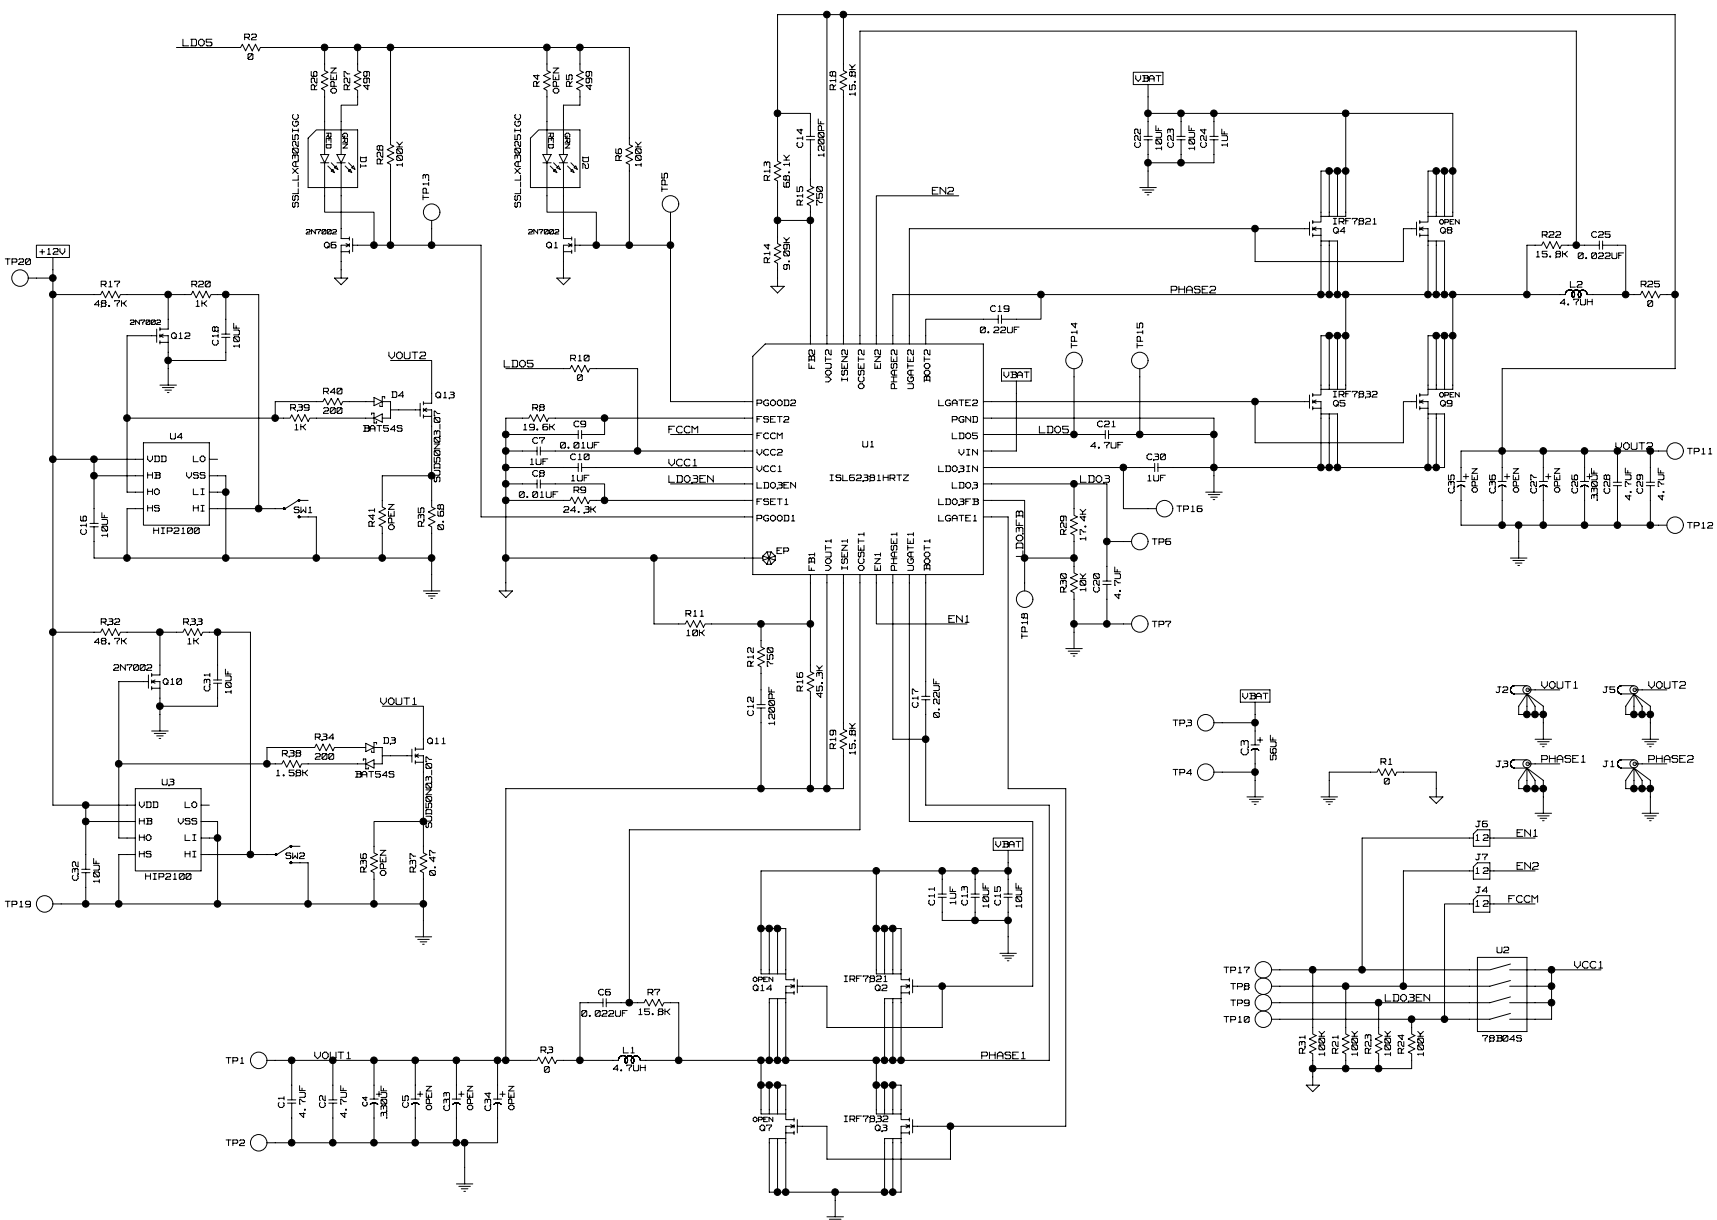 LDO5
R2
0
R26
OPEN
R27
499
R4
OPEN
R5
499
SSL_LXA3025IGC
RED
GRN
D1
R28
100K
SSL_LXA3025IGC
RED
GRN
D2
R6
100K
TP13
TP5
2N7002
Q6
2N7002
Q1
R18
15.8K
C14
1200PF
R13
68.1K
R15
750
R14
9.09K
EN2
VBAT
C22
10UF
C23
10UF
C24
1UF
IRF7821
Q4
OPEN
Q8
R22
15.8K
C25
0.022UF
PHASE2
L2
4.7UH
R25
0
C19
0.22UF
IRF7832
Q5
OPEN
Q9
+12V
TP20
R17
48.7K
R20
1K
2N7002
Q12
C18
10UF
VOUT2
R40
200
D4
R39
1K
BAT54S
Q13
SUD50N03_07
U4
VDD
HB
HO
HS
LO
VSS
LI
HI
HIP2100
C16
10UF
SW1
R41
OPEN
R35
0.68
LDO5
R10
0
R8
19.6K
C9
0.01UF
C7
1UF
C10
1UF
C8
0.01UF
R9
24.3K
FCCM
VCC1
LDO3EN
FB2
VOUT2
ISEN2
OCSET2
EN2
PHASE2
UGATE2
BOOT2
PGOOD2
FSET2
FCCM
VCC2
VCC1
LDO3EN
FSET1
PGOOD1
U1
ISL62381HRTZ
LGATE2
PGND
LDO5
VIN
LDO3IN
LDO3
LDO3FB
LGATE1
EP
FB1
VOUT1
ISEN1
OCSET1
EN1
PHASE1
UGATE1
BOOT1
VBAT
TP14
TP15
LDO5
C21
4.7UF
C30
1UF
LDO3
TP16
LDO3FB
R29
17.4K
TP6
R30
10K
C20
4.7UF
TP18
TP7
EN1
VOUT2
TP11
C35
OPEN
C36
OPEN
C27
OPEN
C26
330UF
C28
4.7UF
C29
4.7UF
TP12
R32
48.7K
R33
1K
2N7002
Q10
C31
10UF
VOUT1
R34
200
D3
R38
1.58K
BAT54S
Q11
SUD50N03_07
U3
VDD
HB
HO
HS
LO
VSS
LI
HI
HIP2100
C32
10UF
SW2
R36
OPEN
R37
0.47
TP19
R11
10K
R12
750
R16
45.3K
C12
1200PF
R19
15.8K
C17
0.22UF
VBAT
TP3
C3
56UF
TP4
R1
0
J2
VOUT1
J5
VOUT2
J3
PHASE1
J1
PHASE2
VBAT
C11
1UF
C13
10UF
C15
10UF
OPEN
Q14
IRF7821
Q2
C6
0.022UF
R7
15.8K
R3
0
L1
4.7UH
PHASE1
TP1
VOUT1
C1
4.7UF
C2
4.7UF
C4
330UF
C5
OPEN
C33
OPEN
C34
OPEN
TP2
OPEN
Q7
IRF7832
Q3
J6
12
EN1
J7
12
EN2
J4
12
FCCM
U2
TP17
VCC1
TP8
TP9
LDO3EN
TP10
78B04S
R31
100K
R21
100K
R23
100K
R24
100K